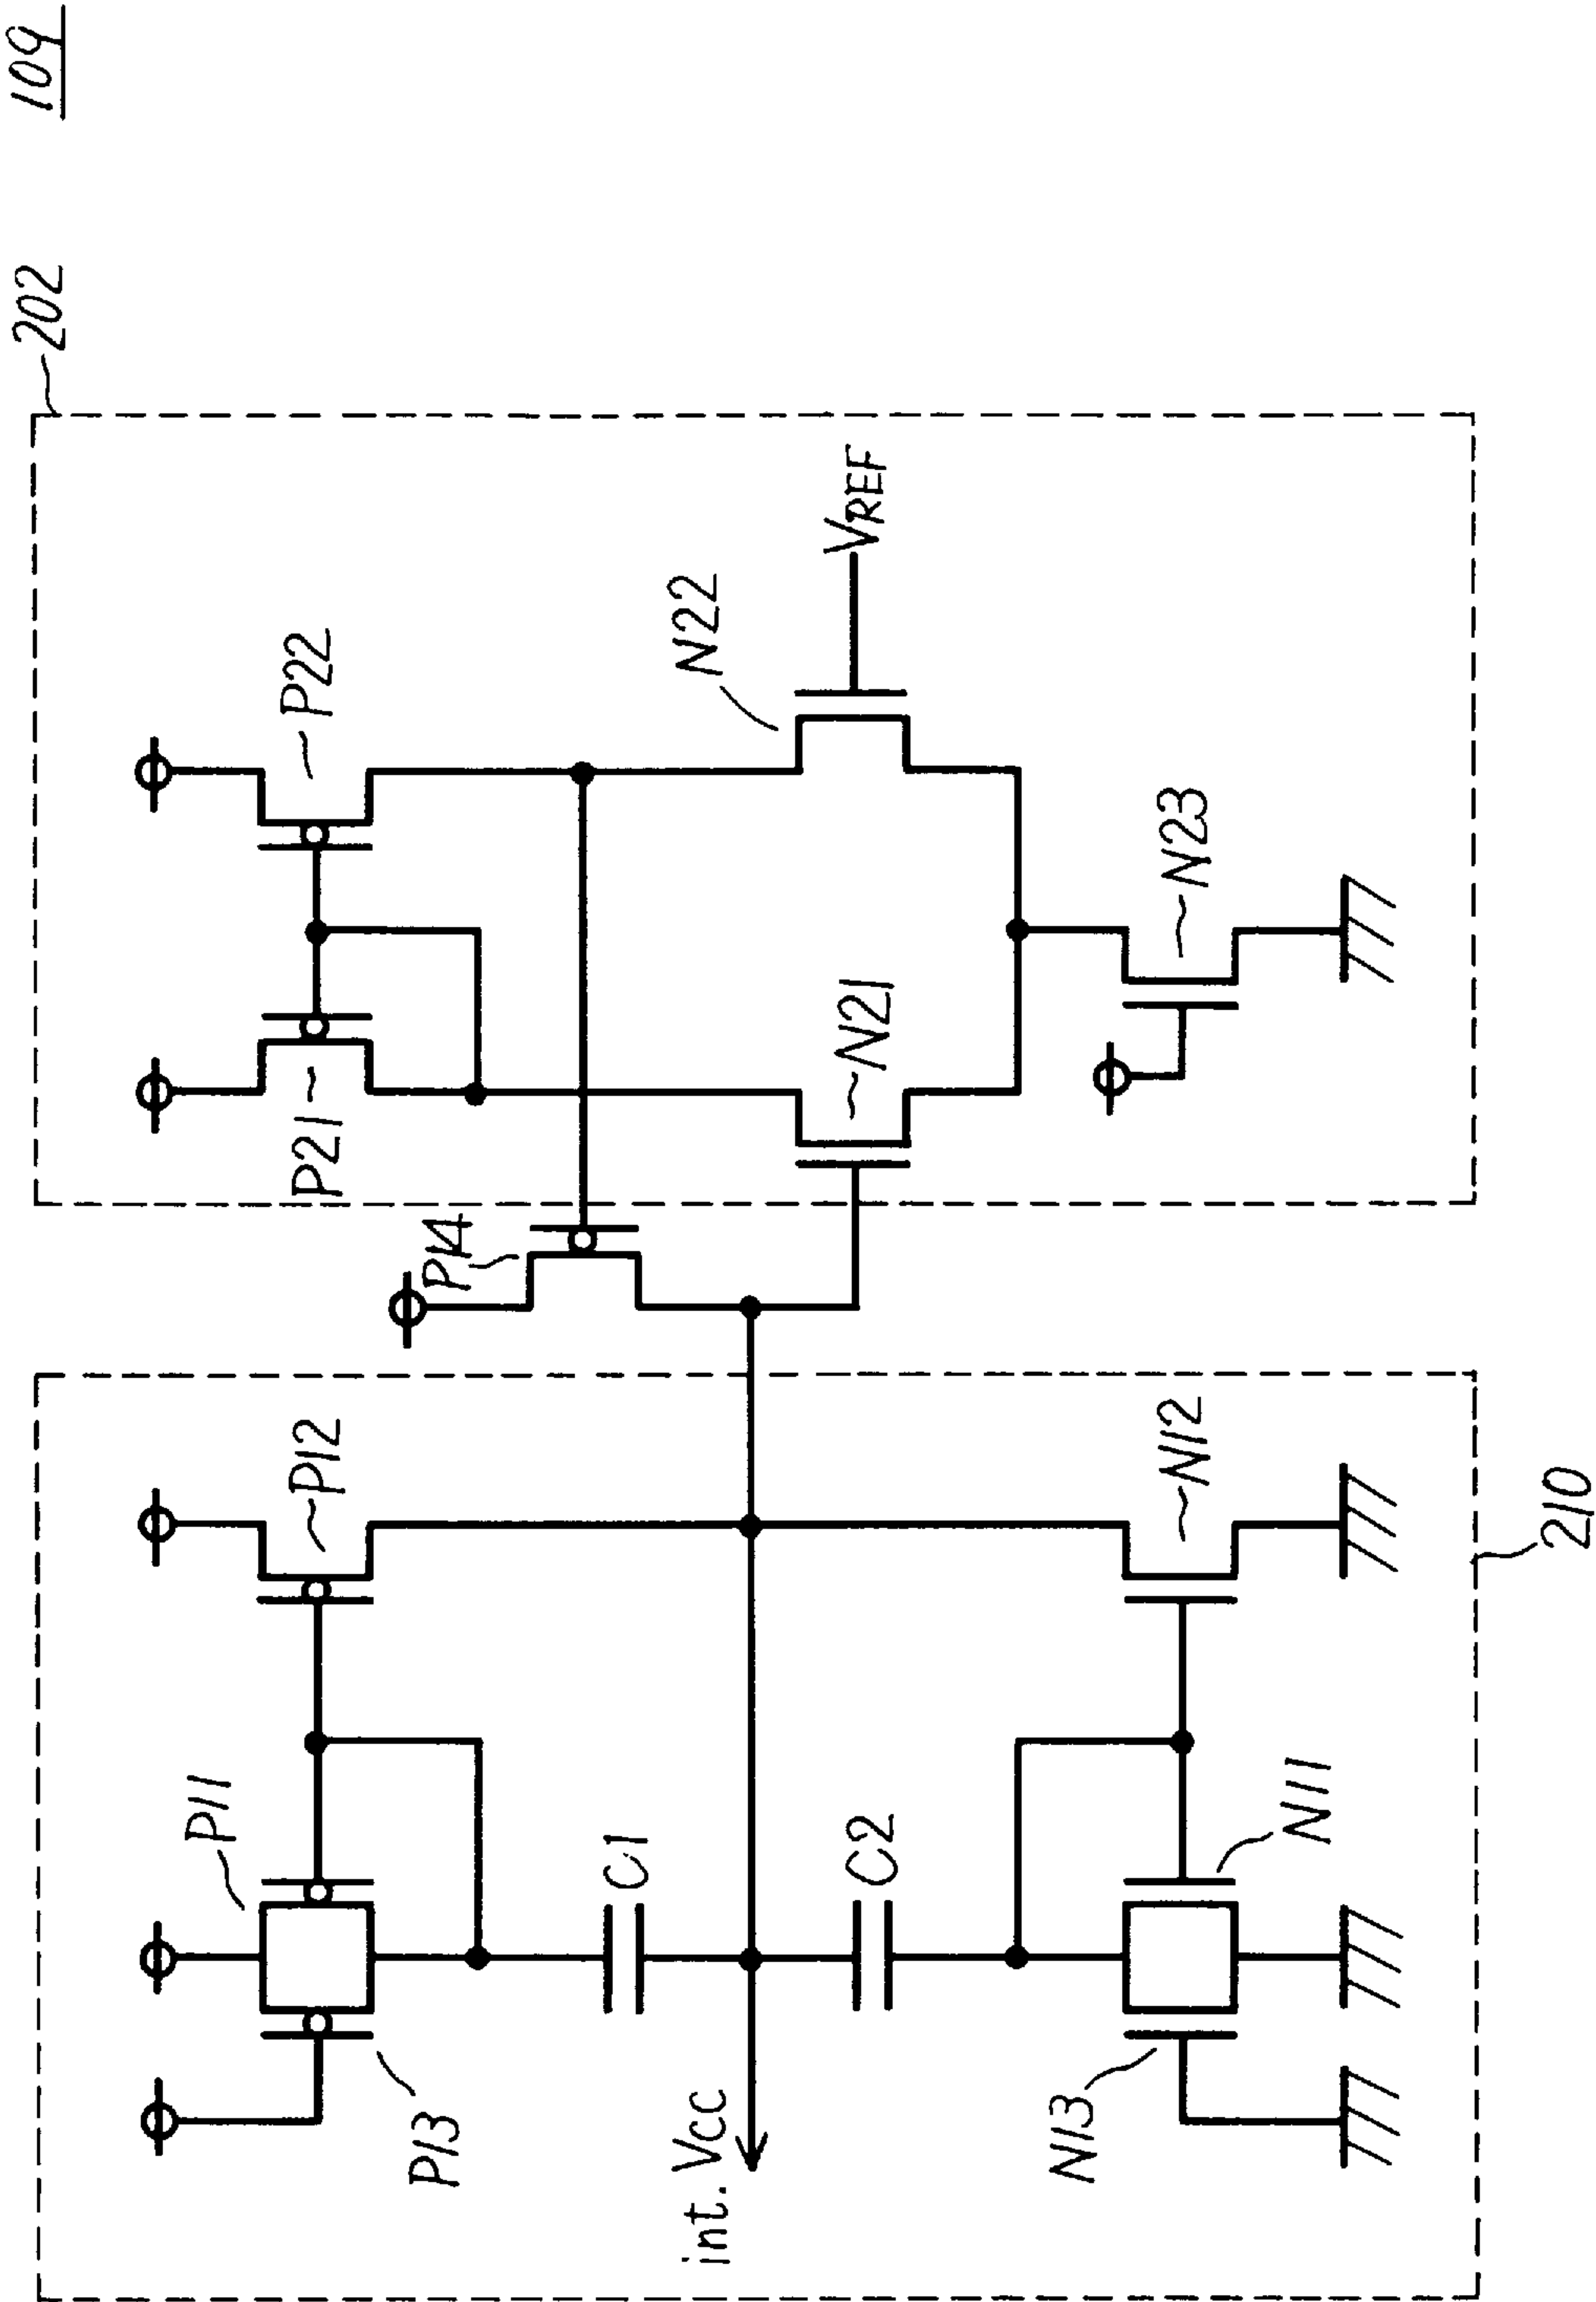 109
202
P22
P21
N22
VREF
N21
N23
P14
P12
N12
P11
P13
C1
C2
int. VCC
N11
N13
210